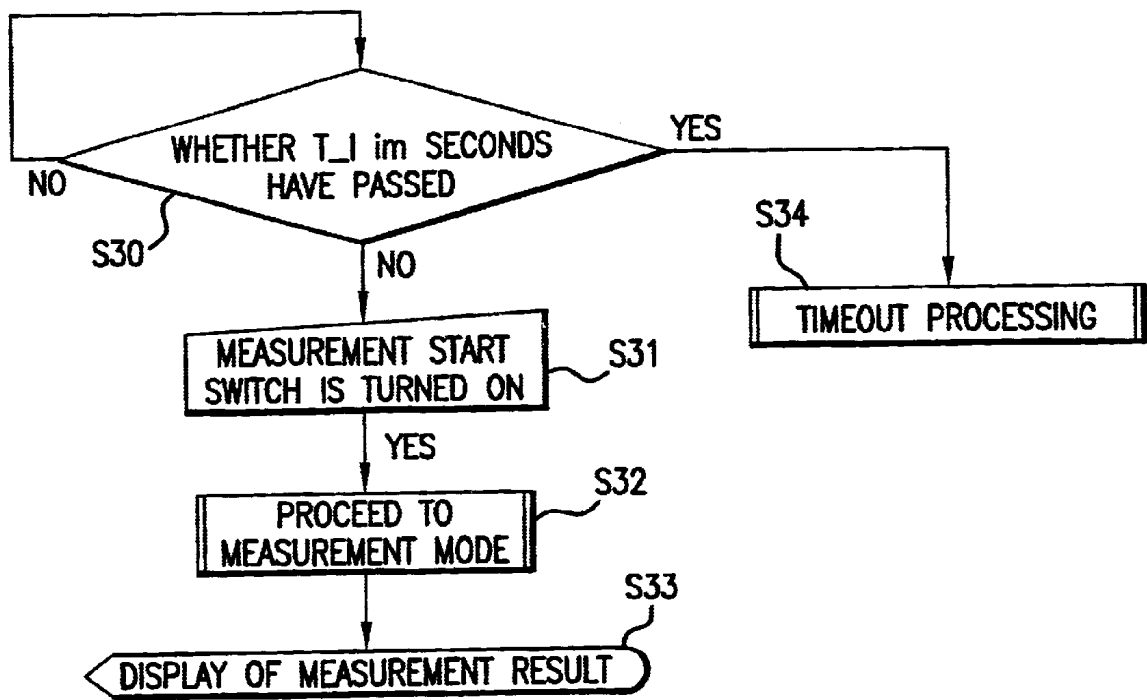 WHETHER T_l im SECONDS
HAVE PASSED
YES
NO
S30
NO
S34
TIMEOUT PROCESSING
MEASUREMENT START
SWITCH IS TURNED ON
S31
YES
S32
PROCEED TO
MEASUREMENT MODE
S33
DISPLAY OF MEASUREMENT RESULT